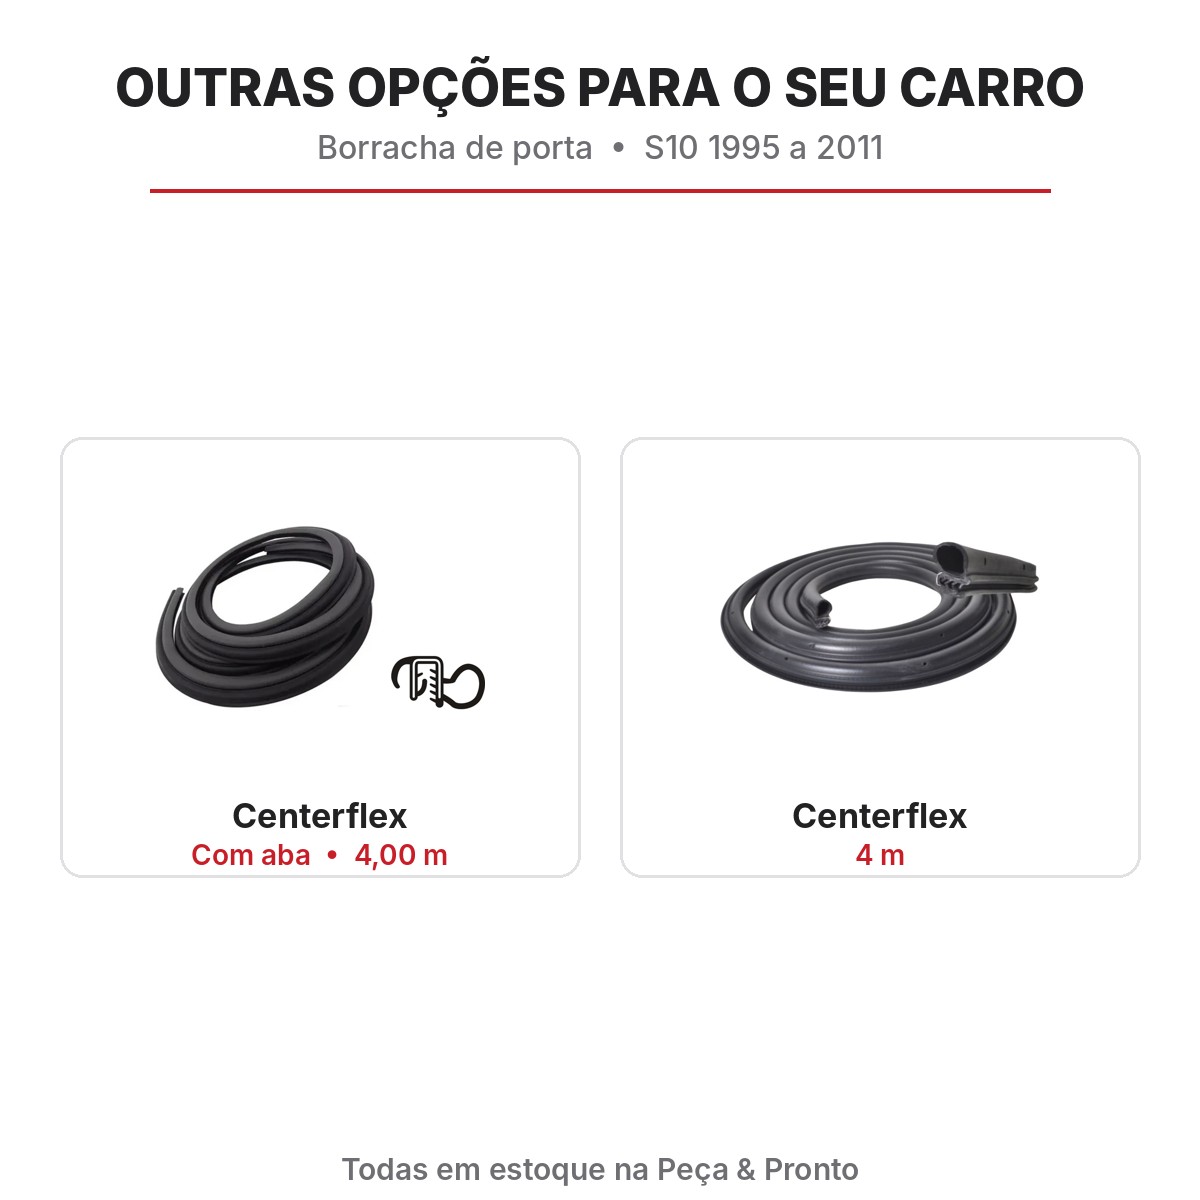 OUTRAS OPÇÕES PARA O SEU CARRO
Borracha de porta • S10 1995 a 2011
Centerflex
Com aba • 4,00 m
Centerflex
4 m
Todas em estoque na Peça & Pronto